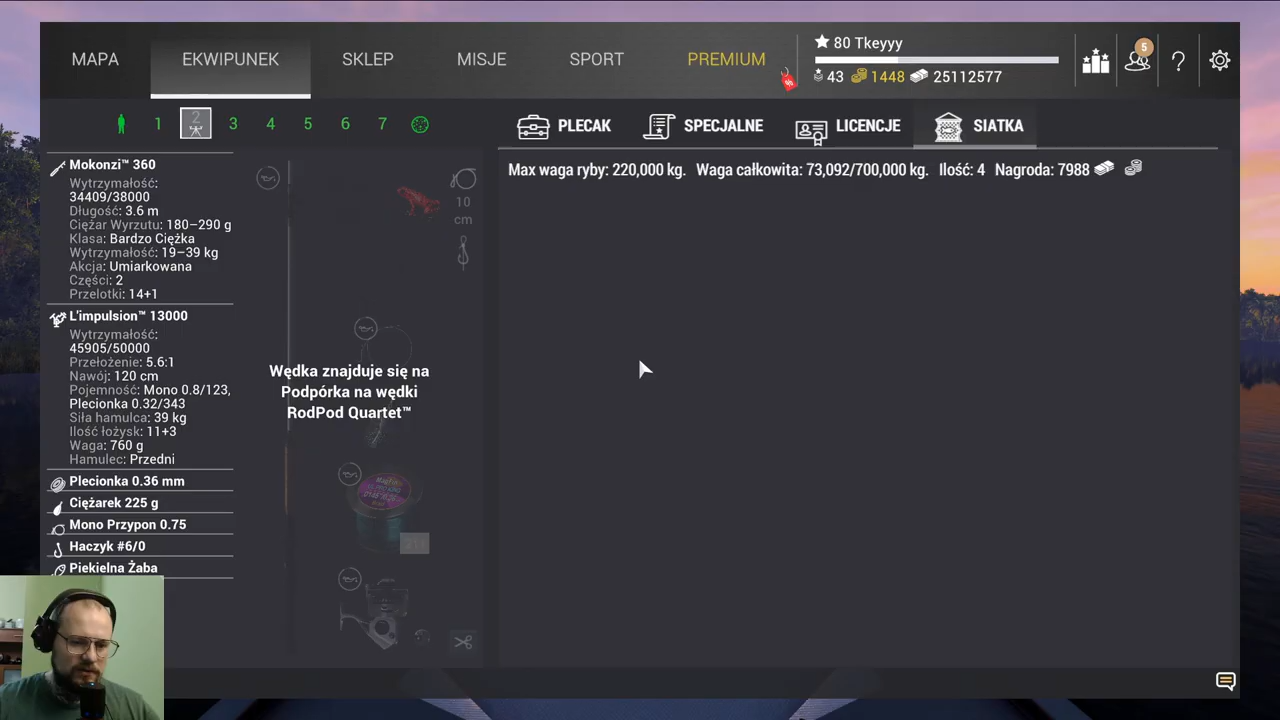 MAPA
EKWIPUNEK
SKLEP
MISJE
SPORT
PREMIUM
80 Tkeyyy
43 1448 25112577
5
?
1 2 3 4 5 6 7
PLECAK
SPECJALNE
LICENCJE
SIATKA
Max waga ryby: 220,000 kg. Waga całkowita: 73,092/700,000 kg. Ilość: 4 Nagroda: 7988
Mokonzi™ 360
Wytrzymałość:
34409/38000
Długość: 3.6 m
Ciężar Wyrzutu: 180–290 g
Klasa: Bardzo Ciężka
Wytrzymałość: 19–39 kg
Akcja: Umiarkowana
Części: 2
Przelotki: 14+1
L'impulsion™ 13000
Wytrzymałość:
45905/50000
Przełożenie: 5.6:1
Nawój: 120 cm
Pojemność: Mono 0.8/123,
Plecionka 0.32/343
Siła hamulca: 39 kg
Ilość łożysk: 11+3
Waga: 760 g
Hamulec: Przedni
Plecionka 0.36 mm
Ciężarek 225 g
Mono Przypon 0.75
Haczyk #6/0
Piekielna Żaba
10
cm
Wędka znajduje się na
Podpórka na wędki
RodPod Quartet™